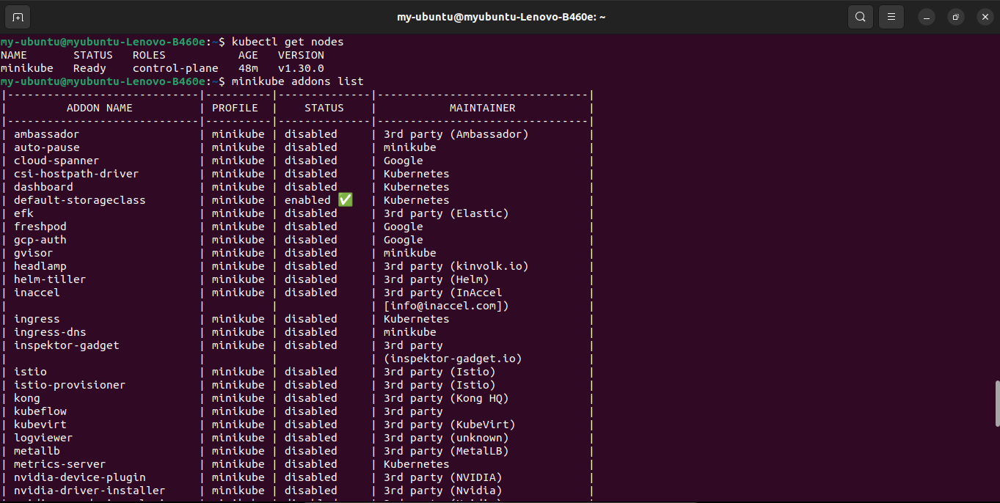 my-ubuntu@myubuntu-Lenovo-B460e: ~
my-ubuntu@myubuntu-Lenovo-B460e:~$ kubectl get nodes
NAME       STATUS   ROLES           AGE   VERSION
minikube   Ready    control-plane   48m   v1.30.0
my-ubuntu@myubuntu-Lenovo-B460e:~$ minikube addons list
|-----------------------------|----------|--------------|--------------------------------|
|         ADDON NAME          | PROFILE  |    STATUS    |           MAINTAINER           |
|-----------------------------|----------|--------------|--------------------------------|
| ambassador                  | minikube | disabled     | 3rd party (Ambassador)         |
| auto-pause                  | minikube | disabled     | minikube                       |
| cloud-spanner               | minikube | disabled     | Google                         |
| csi-hostpath-driver         | minikube | disabled     | Kubernetes                     |
| dashboard                   | minikube | disabled     | Kubernetes                     |
| default-storageclass        | minikube | enabled ✅   | Kubernetes                     |
| efk                         | minikube | disabled     | 3rd party (Elastic)            |
| freshpod                    | minikube | disabled     | Google                         |
| gcp-auth                    | minikube | disabled     | Google                         |
| gvisor                      | minikube | disabled     | minikube                       |
| headlamp                    | minikube | disabled     | 3rd party (kinvolk.io)         |
| helm-tiller                 | minikube | disabled     | 3rd party (Helm)               |
| inaccel                     | minikube | disabled     | 3rd party (InAccel             |
|                             |          |              | [info@inaccel.com])            |
| ingress                     | minikube | disabled     | Kubernetes                     |
| ingress-dns                 | minikube | disabled     | minikube                       |
| inspektor-gadget            | minikube | disabled     | 3rd party                      |
|                             |          |              | (inspektor-gadget.io)          |
| istio                       | minikube | disabled     | 3rd party (Istio)              |
| istio-provisioner           | minikube | disabled     | 3rd party (Istio)              |
| kong                        | minikube | disabled     | 3rd party (Kong HQ)            |
| kubeflow                    | minikube | disabled     | 3rd party                      |
| kubevirt                    | minikube | disabled     | 3rd party (KubeVirt)           |
| logviewer                   | minikube | disabled     | 3rd party (unknown)            |
| metallb                     | minikube | disabled     | 3rd party (MetalLB)            |
| metrics-server              | minikube | disabled     | Kubernetes                     |
| nvidia-device-plugin        | minikube | disabled     | 3rd party (NVIDIA)             |
| nvidia-driver-installer     | minikube | disabled     | 3rd party (Nvidia)             |